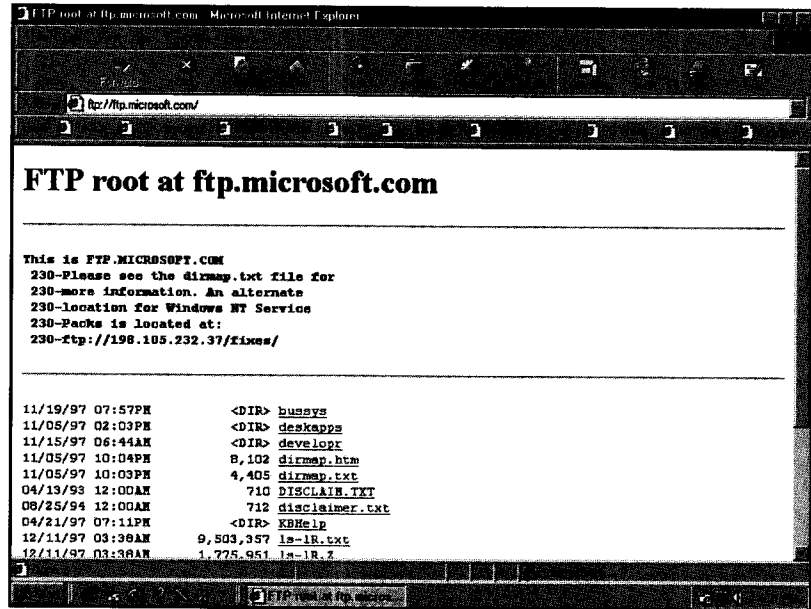 FTP root at ftp.microsoft.com - Microsoft Internet Explorer
ftp://ftp.microsoft.com/
FTP root at ftp.microsoft.com
This is FTP.MICROSOFT.COM
230-Please see the dirmap.txt file for
230-more information. An alternate
230-location for Windows NT Service
230-Packs is located at:
230-ftp://198.105.232.37/fixes/
11/19/97 07:57PM <DIR> bussys
11/05/97 02:03PM <DIR> deskapps
11/15/97 06:44AM <DIR> developr
11/05/97 10:04PM 8,102 dirmap.htm
11/05/97 10:03PM 4,405 dirmap.txt
04/13/93 12:00AM 710 DISCLAIM.TXT
08/25/94 12:00AM 712 disclaimer.txt
04/21/97 07:11PM <DIR> KBHelp
12/11/97 03:38AM 9,503,357 ls-lR.txt
12/11/97 03:38AM 1,775,951 ls-lR.Z
FTP root at ftp.micros...